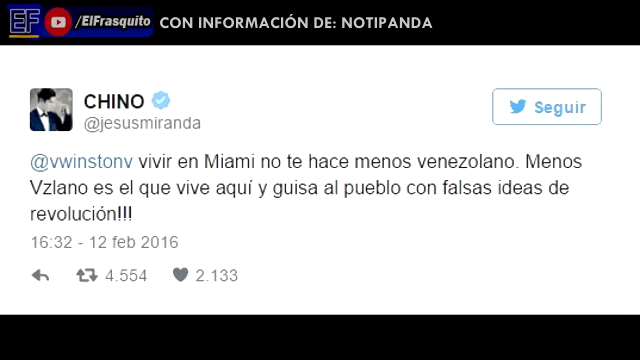 EF /ElFrasquito CON INFORMACIÓN DE: NOTIPANDA
CHINO
@jesusmiranda
Seguir
@vwinstonv vivir en Miami no te hace menos venezolano. Menos
Vzlano es el que vive aquí y guisa al pueblo con falsas ideas de
revolución!!!
16:32 - 12 feb 2016
4.554 2.133